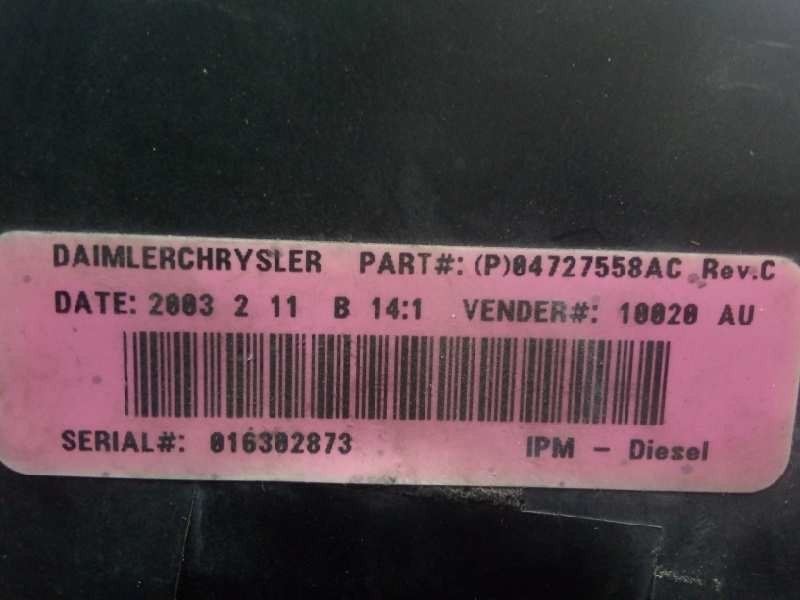 DAIMLERCHRYSLER PART#: (P)04727558AC Rev.C
DATE: 2003 2 11 B 14:1 VENDER#: 10020 AU
SERIAL#: 016302873 IPM - Diesel